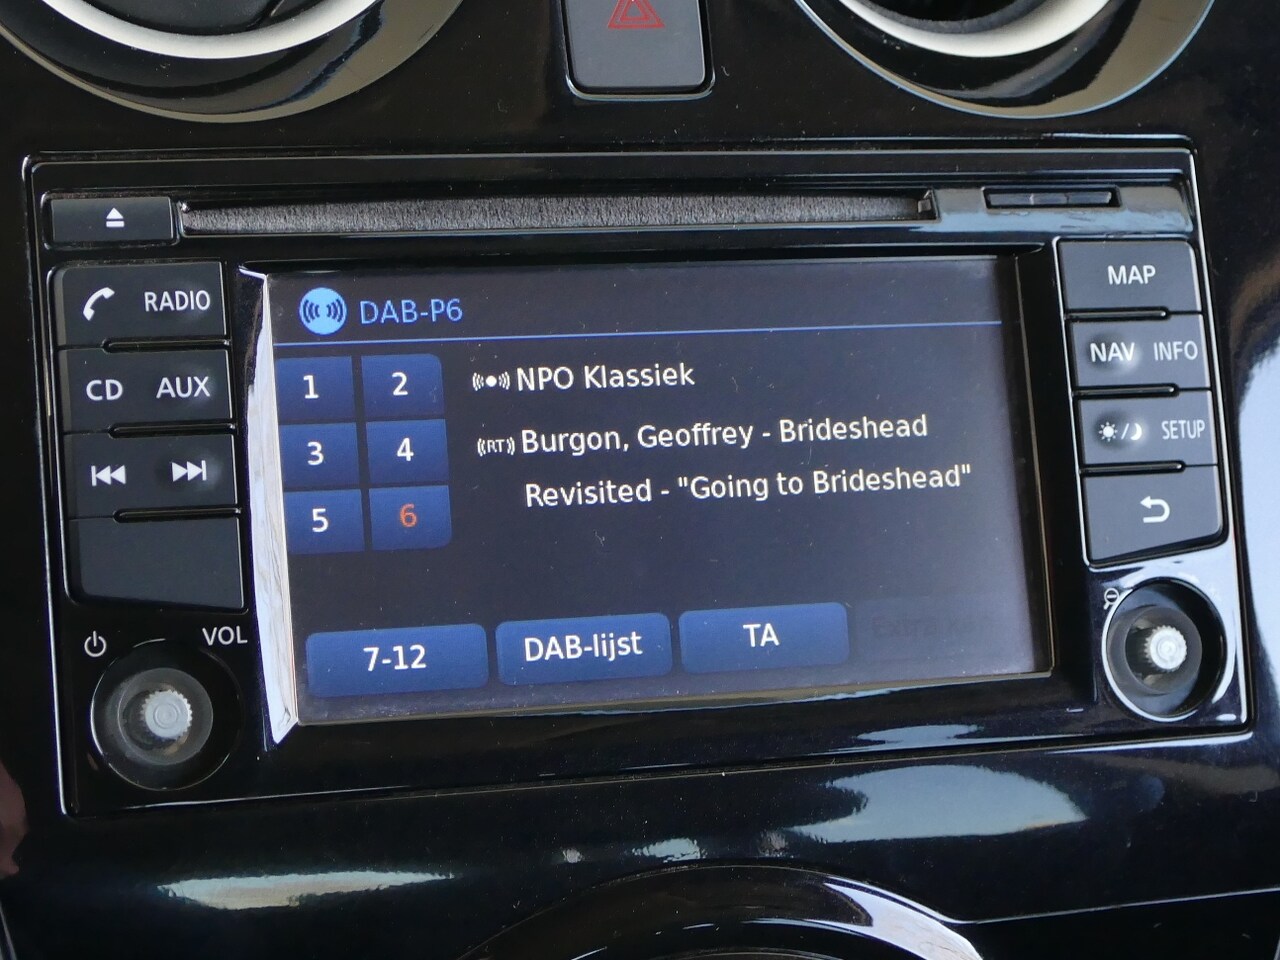 RADIO
CD AUX
VOL
DAB-P6
1 2
3 4
5 6
NPO Klassiek
((RT)) Burgon, Geoffrey - Brideshead
Revisited - "Going to Brideshead"
7-12 DAB-lijst TA
MAP
NAV INFO
SETUP